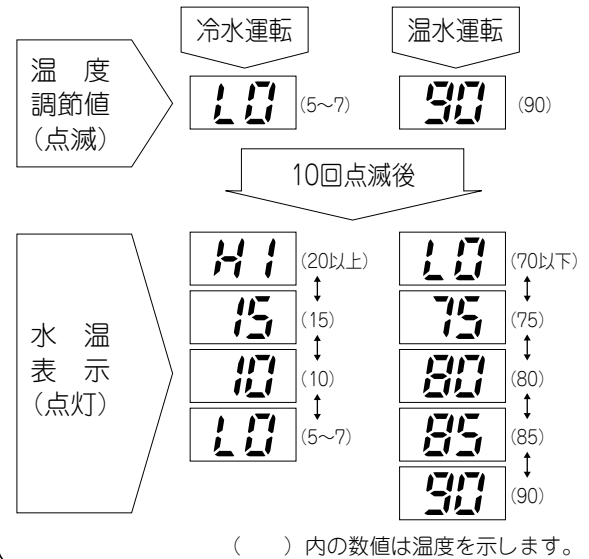 冷水運転 温水運転
温度
調節値
(点滅)
LO (5〜7) 90 (90)
10回点滅後
水温
表示
(点灯)
HI (20以上) LO (70以下)
15 (15) 75 (75)
10 (10) 80 (80)
LO (5〜7) 85 (85)
90 (90)
( )内の数値は温度を示します。